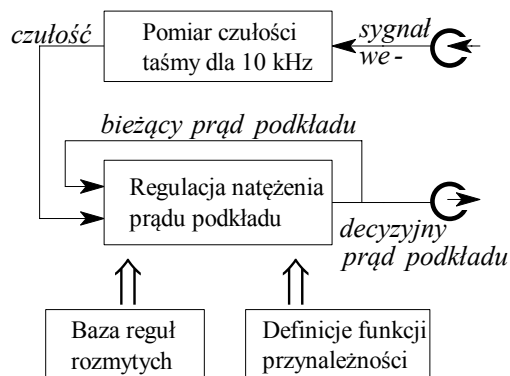 czułość
Pomiar czułości
taśmy dla 10 kHz
sygnał
we -
bieżący prąd podkładu
Regulacja natężenia
prądu podkładu
decyzyjny
prąd podkładu
Baza reguł
rozmytych
Definicje funkcji
przynależności